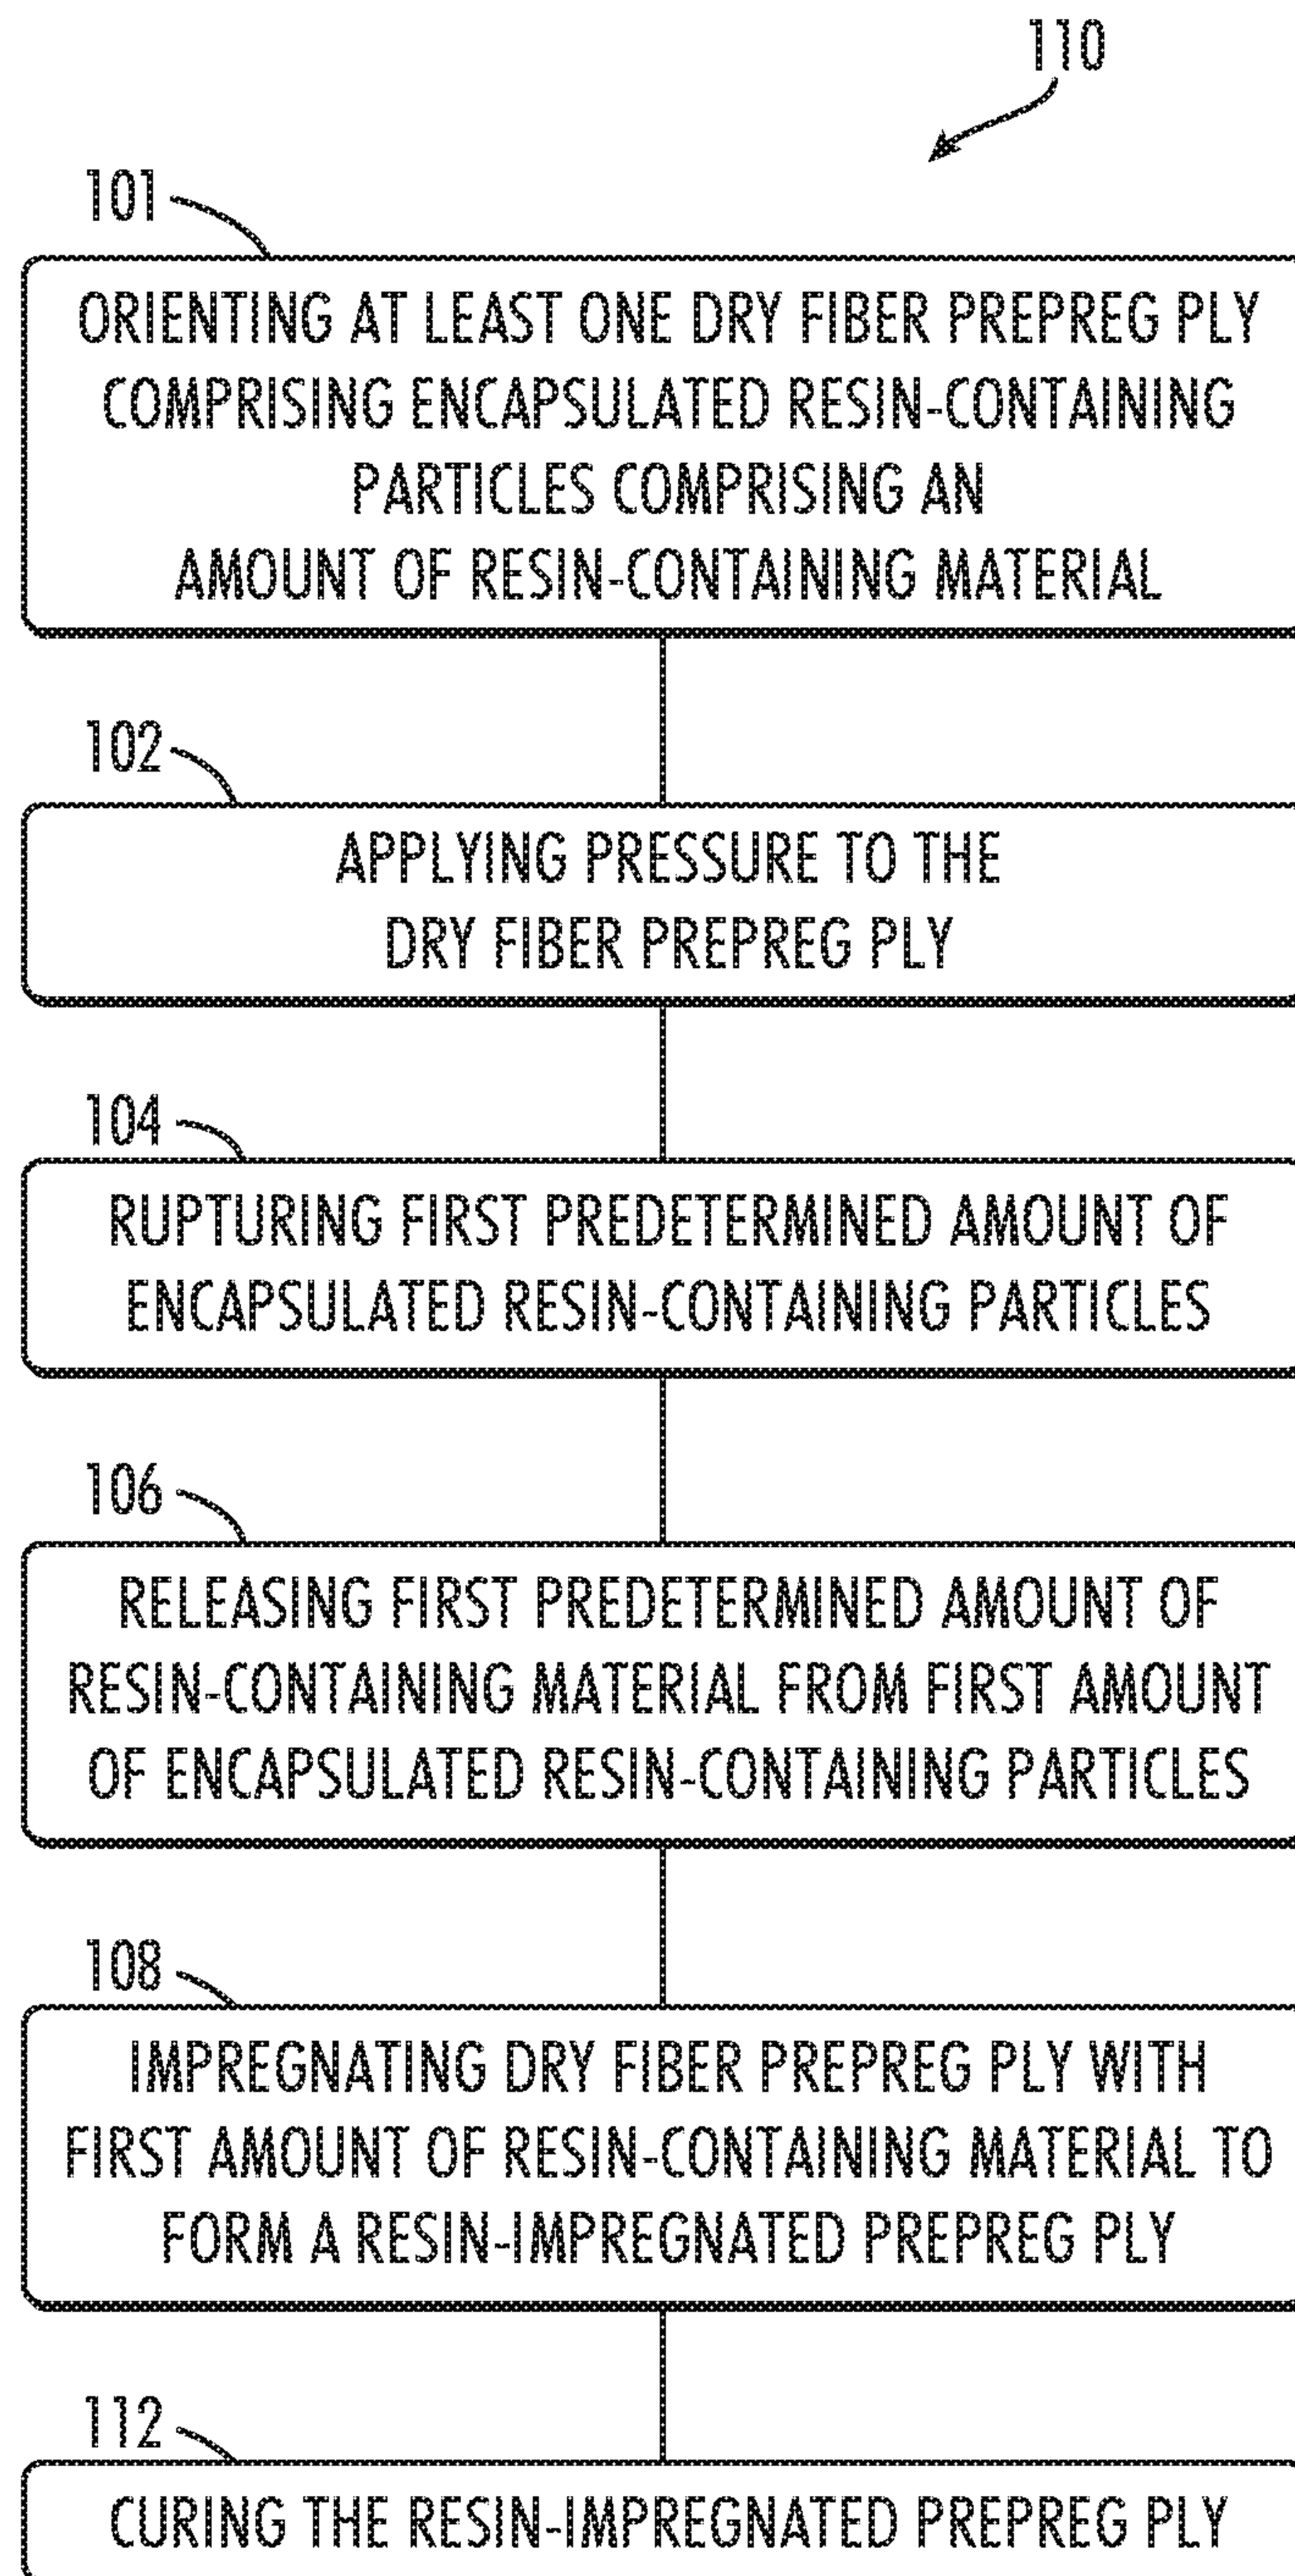 110
101
ORIENTING AT LEAST ONE DRY FIBER PREPREG PLY
COMPRISING ENCAPSULATED RESIN-CONTAINING
PARTICLES COMPRISING AN
AMOUNT OF RESIN-CONTAINING MATERIAL
102
APPLYING PRESSURE TO THE
DRY FIBER PREPREG PLY
104
RUPTURING FIRST PREDETERMINED AMOUNT OF
ENCAPSULATED RESIN-CONTAINING PARTICLES
106
RELEASING FIRST PREDETERMINED AMOUNT OF
RESIN-CONTAINING MATERIAL FROM FIRST AMOUNT
OF ENCAPSULATED RESIN-CONTAINING PARTICLES
108
IMPREGNATING DRY FIBER PREPREG PLY WITH
FIRST AMOUNT OF RESIN-CONTAINING MATERIAL TO
FORM A RESIN-IMPREGNATED PREPREG PLY
112
CURING THE RESIN-IMPREGNATED PREPREG PLY